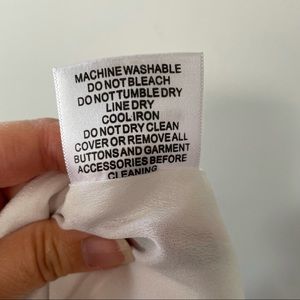 MACHINE WASHABLE
DO NOT BLEACH
DO NOT TUMBLE DRY
LINE DRY
COOL IRON
DO NOT DRY CLEAN
COVER OR REMOVE ALL
BUTTONS AND GARMENT
ACCESSORIES BEFORE
CLEANING